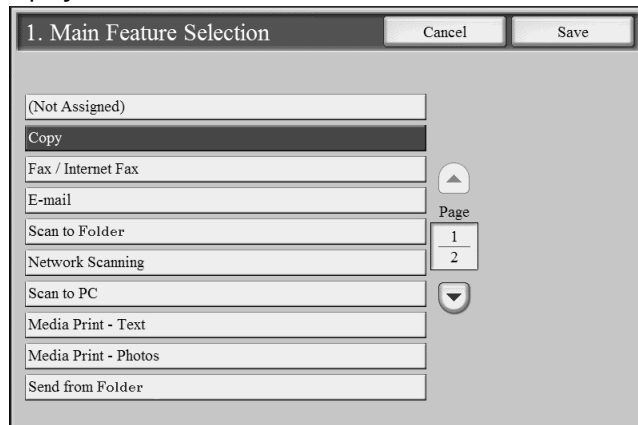 1. Main Feature Selection Cancel Save
(Not Assigned)
Copy
Fax / Internet Fax
E-mail
Scan to Folder
Network Scanning
Scan to PC
Media Print - Text
Media Print - Photos
Send from Folder
Page
1
2